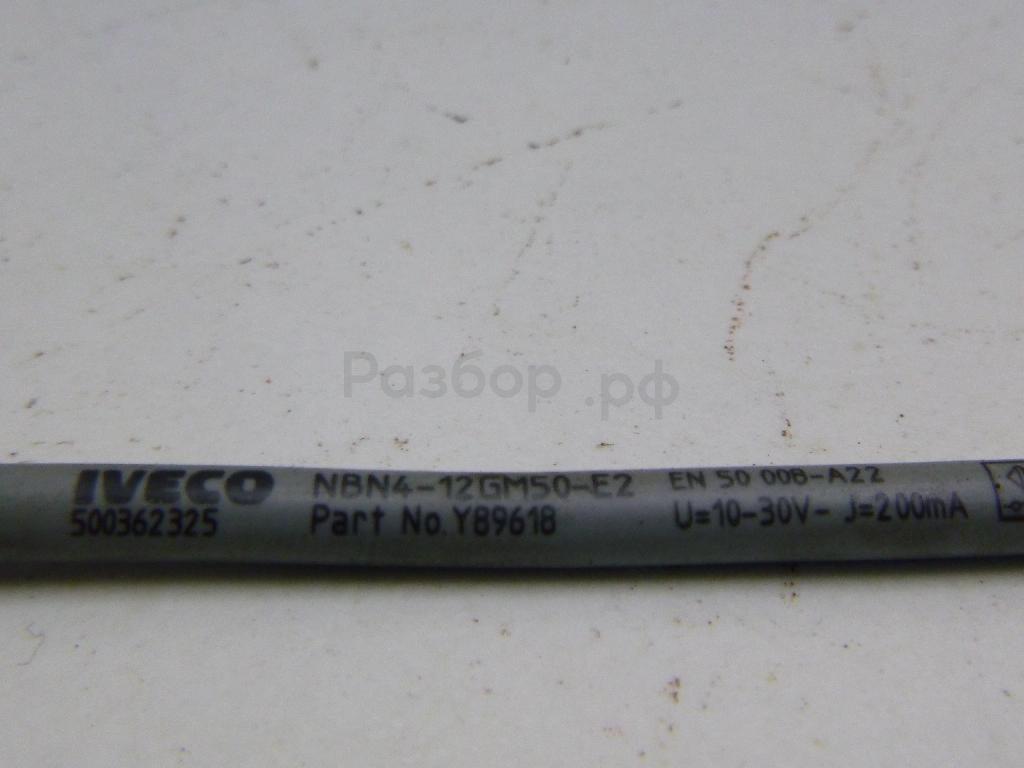 Разбор.рф
IVECO NBN4-12GM50-E2 EN 50 008-A22
500362325 Part No. Y89618 U=10-30V- J=200mA